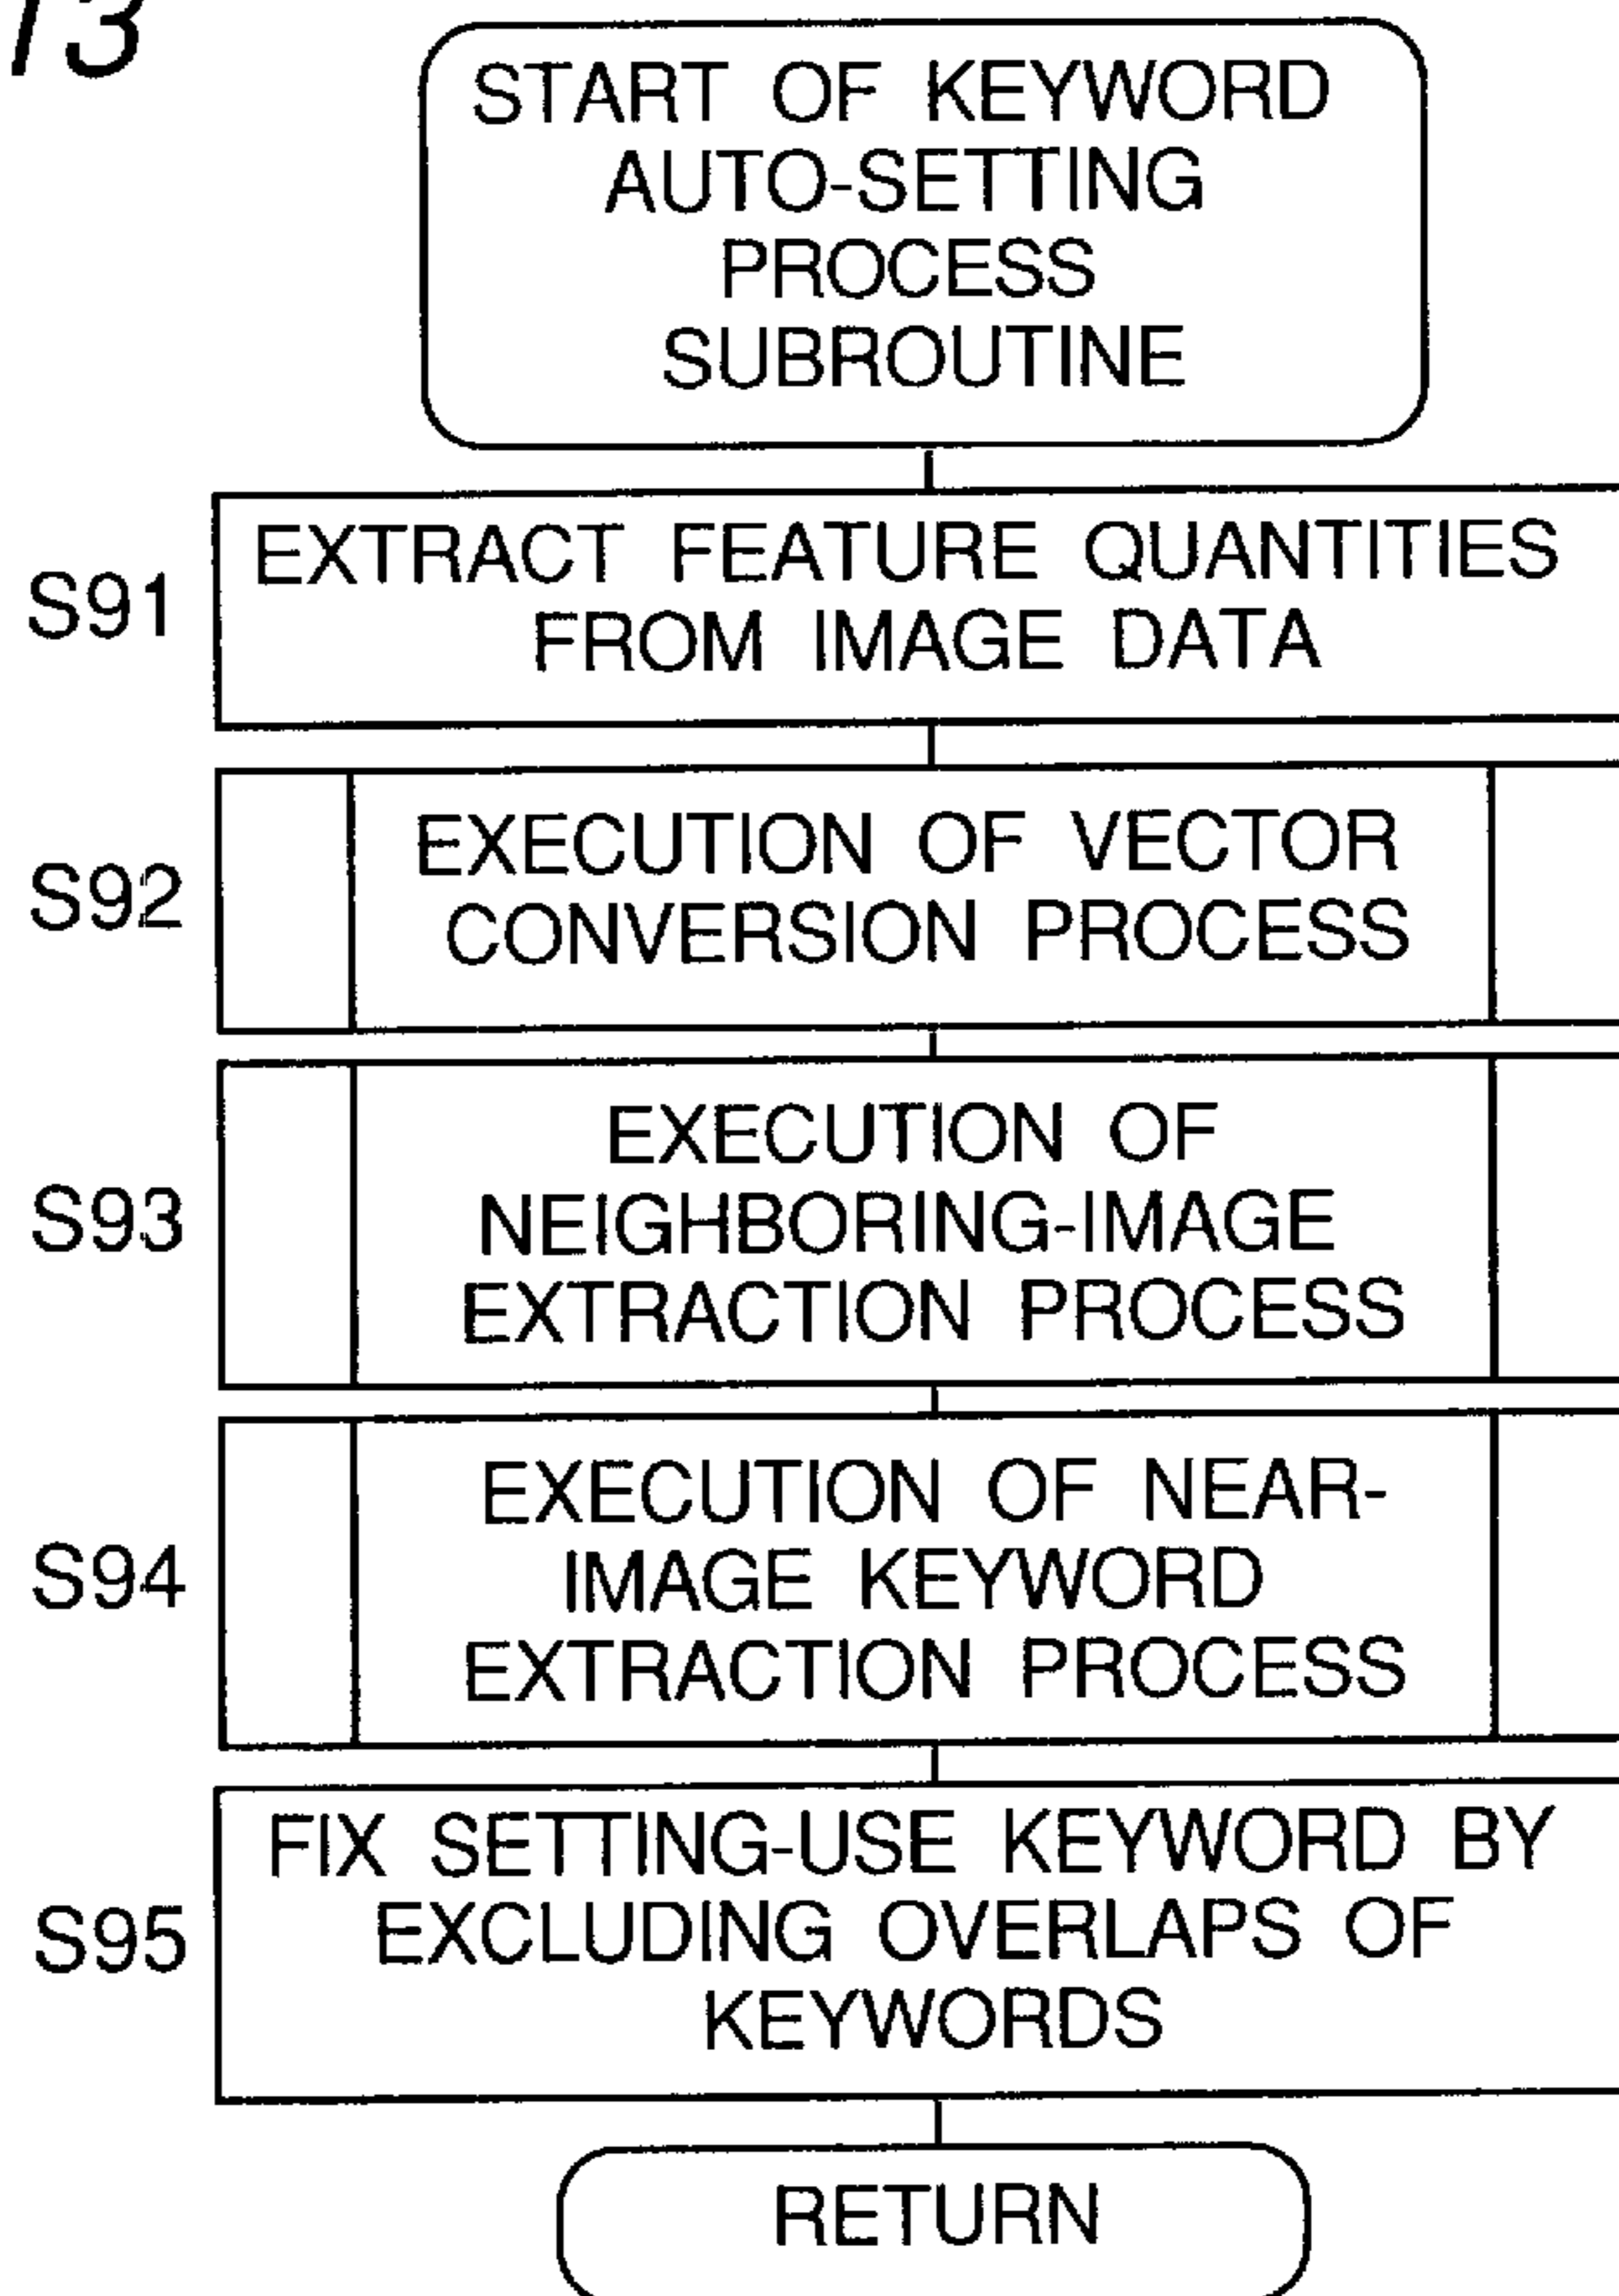 13
START OF KEYWORD
AUTO-SETTING
PROCESS
SUBROUTINE
S91
EXTRACT FEATURE QUANTITIES
FROM IMAGE DATA
S92
EXECUTION OF VECTOR
CONVERSION PROCESS
S93
EXECUTION OF
NEIGHBORING-IMAGE
EXTRACTION PROCESS
S94
EXECUTION OF NEAR-
IMAGE KEYWORD
EXTRACTION PROCESS
S95
FIX SETTING-USE KEYWORD BY
EXCLUDING OVERLAPS OF
KEYWORDS
RETURN